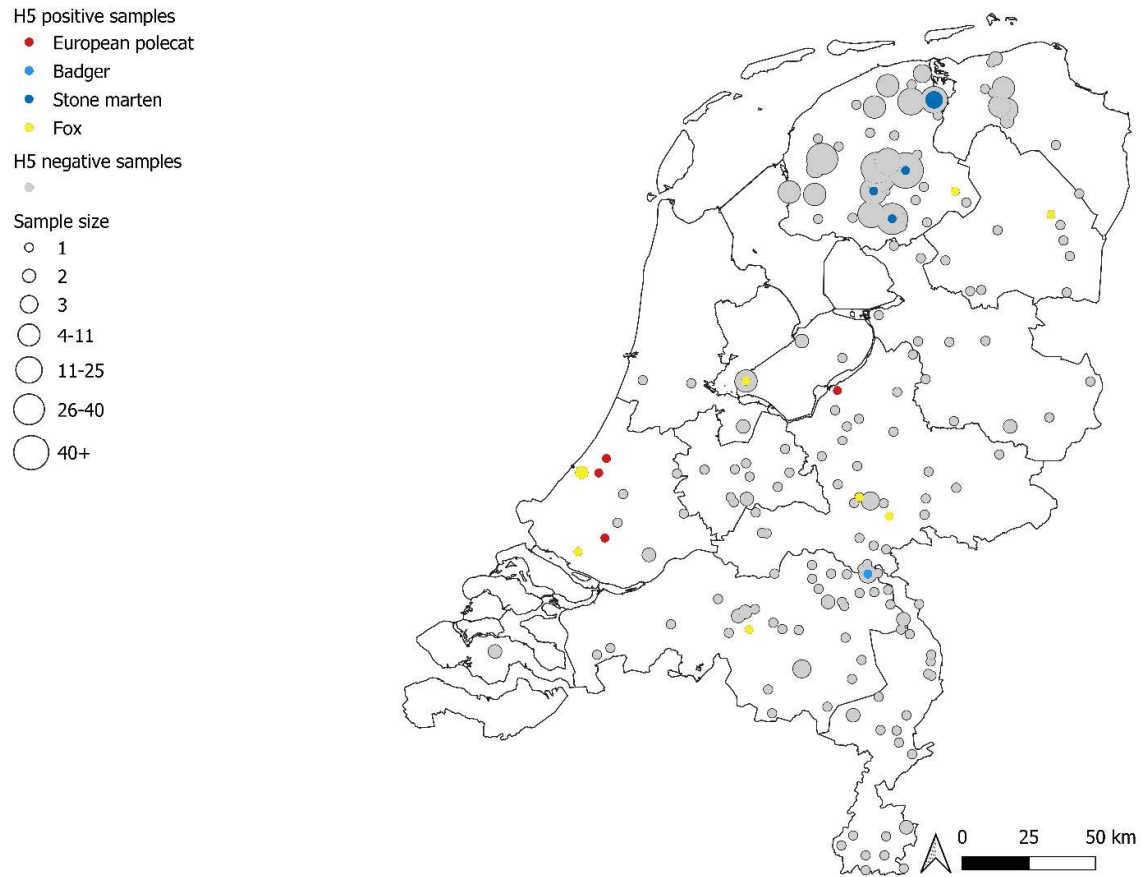 H5 positive samples
European polecat
Badger
Stone marten
Fox
H5 negative samples
Sample size
1
2
3
4-11
11-25
26-40
40+
0 25 50 km